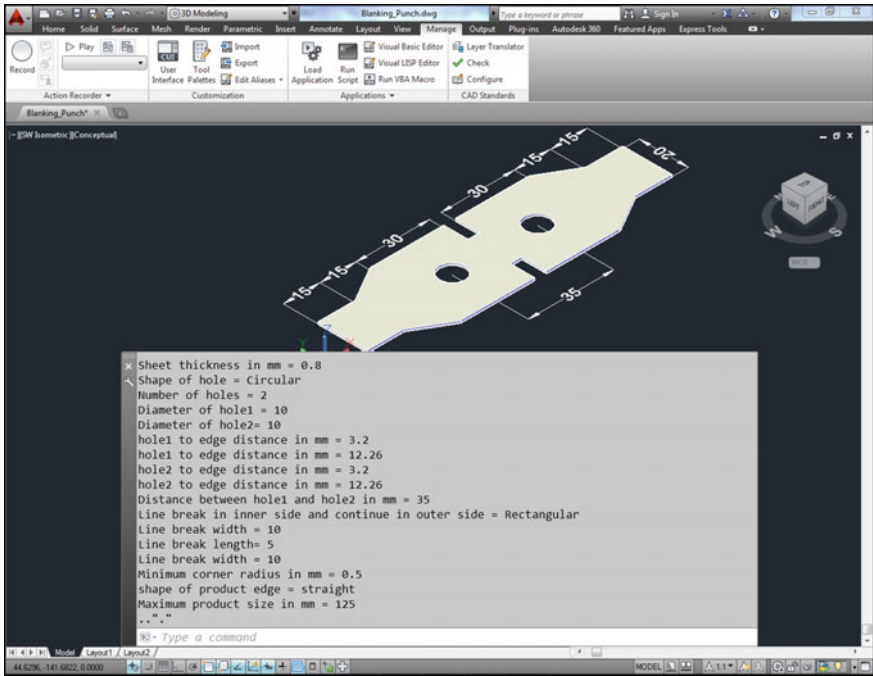 3D Modeling
Blanking_Punch.dwg
Type a keyword or phrase
Sign In
Home Solid Surface Mesh Render Parametric Insert Annotate Layout View Manage Output Plug-ins Autodesk 360 Featured Apps Express Tools
Record
Play
CUI
User Interface
Tool Palettes
Import
Export
Edit Aliases
Load Application
Run Script
Visual Basic Editor
Visual LISP Editor
Run VBA Macro
Layer Translator
Check
Configure
Action Recorder
Customization
Applications
CAD Standards
Blanking_Punch*
[−][SW Isometric][Conceptual]
15
15
20
30
30
15
15
35
TOP
LEFT
FRONT
W
S
WCS
Z
Y
X
Sheet thickness in mm = 0.8
Shape of hole = Circular
Number of holes = 2
Diameter of hole1 = 10
Diameter of hole2= 10
hole1 to edge distance in mm = 3.2
hole1 to edge distance in mm = 12.26
hole2 to edge distance in mm = 3.2
hole2 to edge distance in mm = 12.26
Distance between hole1 and hole2 in mm = 35
Line break in inner side and continue in outer side = Rectangular
Line break width = 10
Line break length= 5
Line break width = 10
Minimum corner radius in mm = 0.5
shape of product edge = straight
Maximum product size in mm = 125
..“.”
Type a command
Model Layout1 Layout2
44.6296, -141.6822, 0.0000
MODEL
1:1